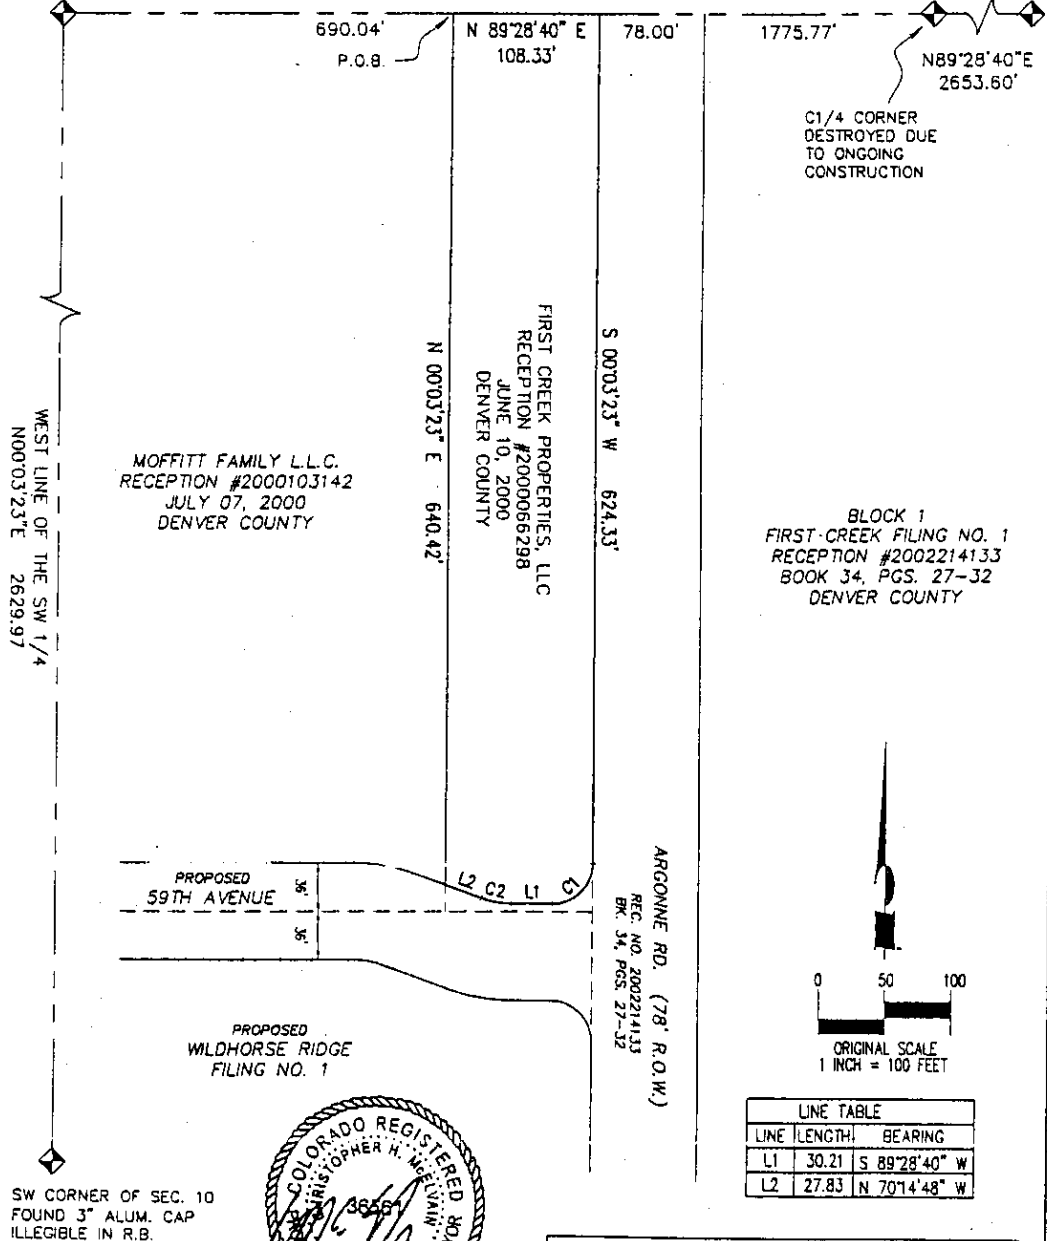 690.04'
P.O.B.
N 89°28'40" E
108.33'
78.00'
1775.77'
N89°28'40"E
2653.60'
C1/4 CORNER
DESTROYED DUE
TO ONGOING
CONSTRUCTION
WEST LINE OF THE SW 1/4
N00°03'23"E 2629.97
MOFFITT FAMILY L.L.C.
RECEPTION #2000103142
JULY 07, 2000
DENVER COUNTY
N 00°03'23" E 640.42'
FIRST CREEK PROPERTIES, LLC
RECEPTION #2000066298
JUNE 10, 2000
DENVER COUNTY
S 00°03'23" W 624.33'
BLOCK 1
FIRST-CREEK FILING NO. 1
RECEPTION #2002214133
BOOK 34, PGS. 27-32
DENVER COUNTY
PROPOSED
59TH AVENUE
36'
36'
L2 C2 L1 C1
ARGONNE RD. (78' R.O.W.)
REC. NO. 2002214133
BK. 34, PGS. 27-32
PROPOSED
WILDHORSE RIDGE
FILING NO. 1
0 50 100
ORIGINAL SCALE
1 INCH = 100 FEET
LINE TABLE
LINE LENGTH BEARING
L1 30.21 S 89°28'40" W
L2 27.83 N 70°14'48" W
SW CORNER OF SEC. 10
FOUND 3" ALUM. CAP
ILLEGIBLE IN R.B.
COLORADO REGISTERED
CHRISTOPHER H. McELVAIN
36561